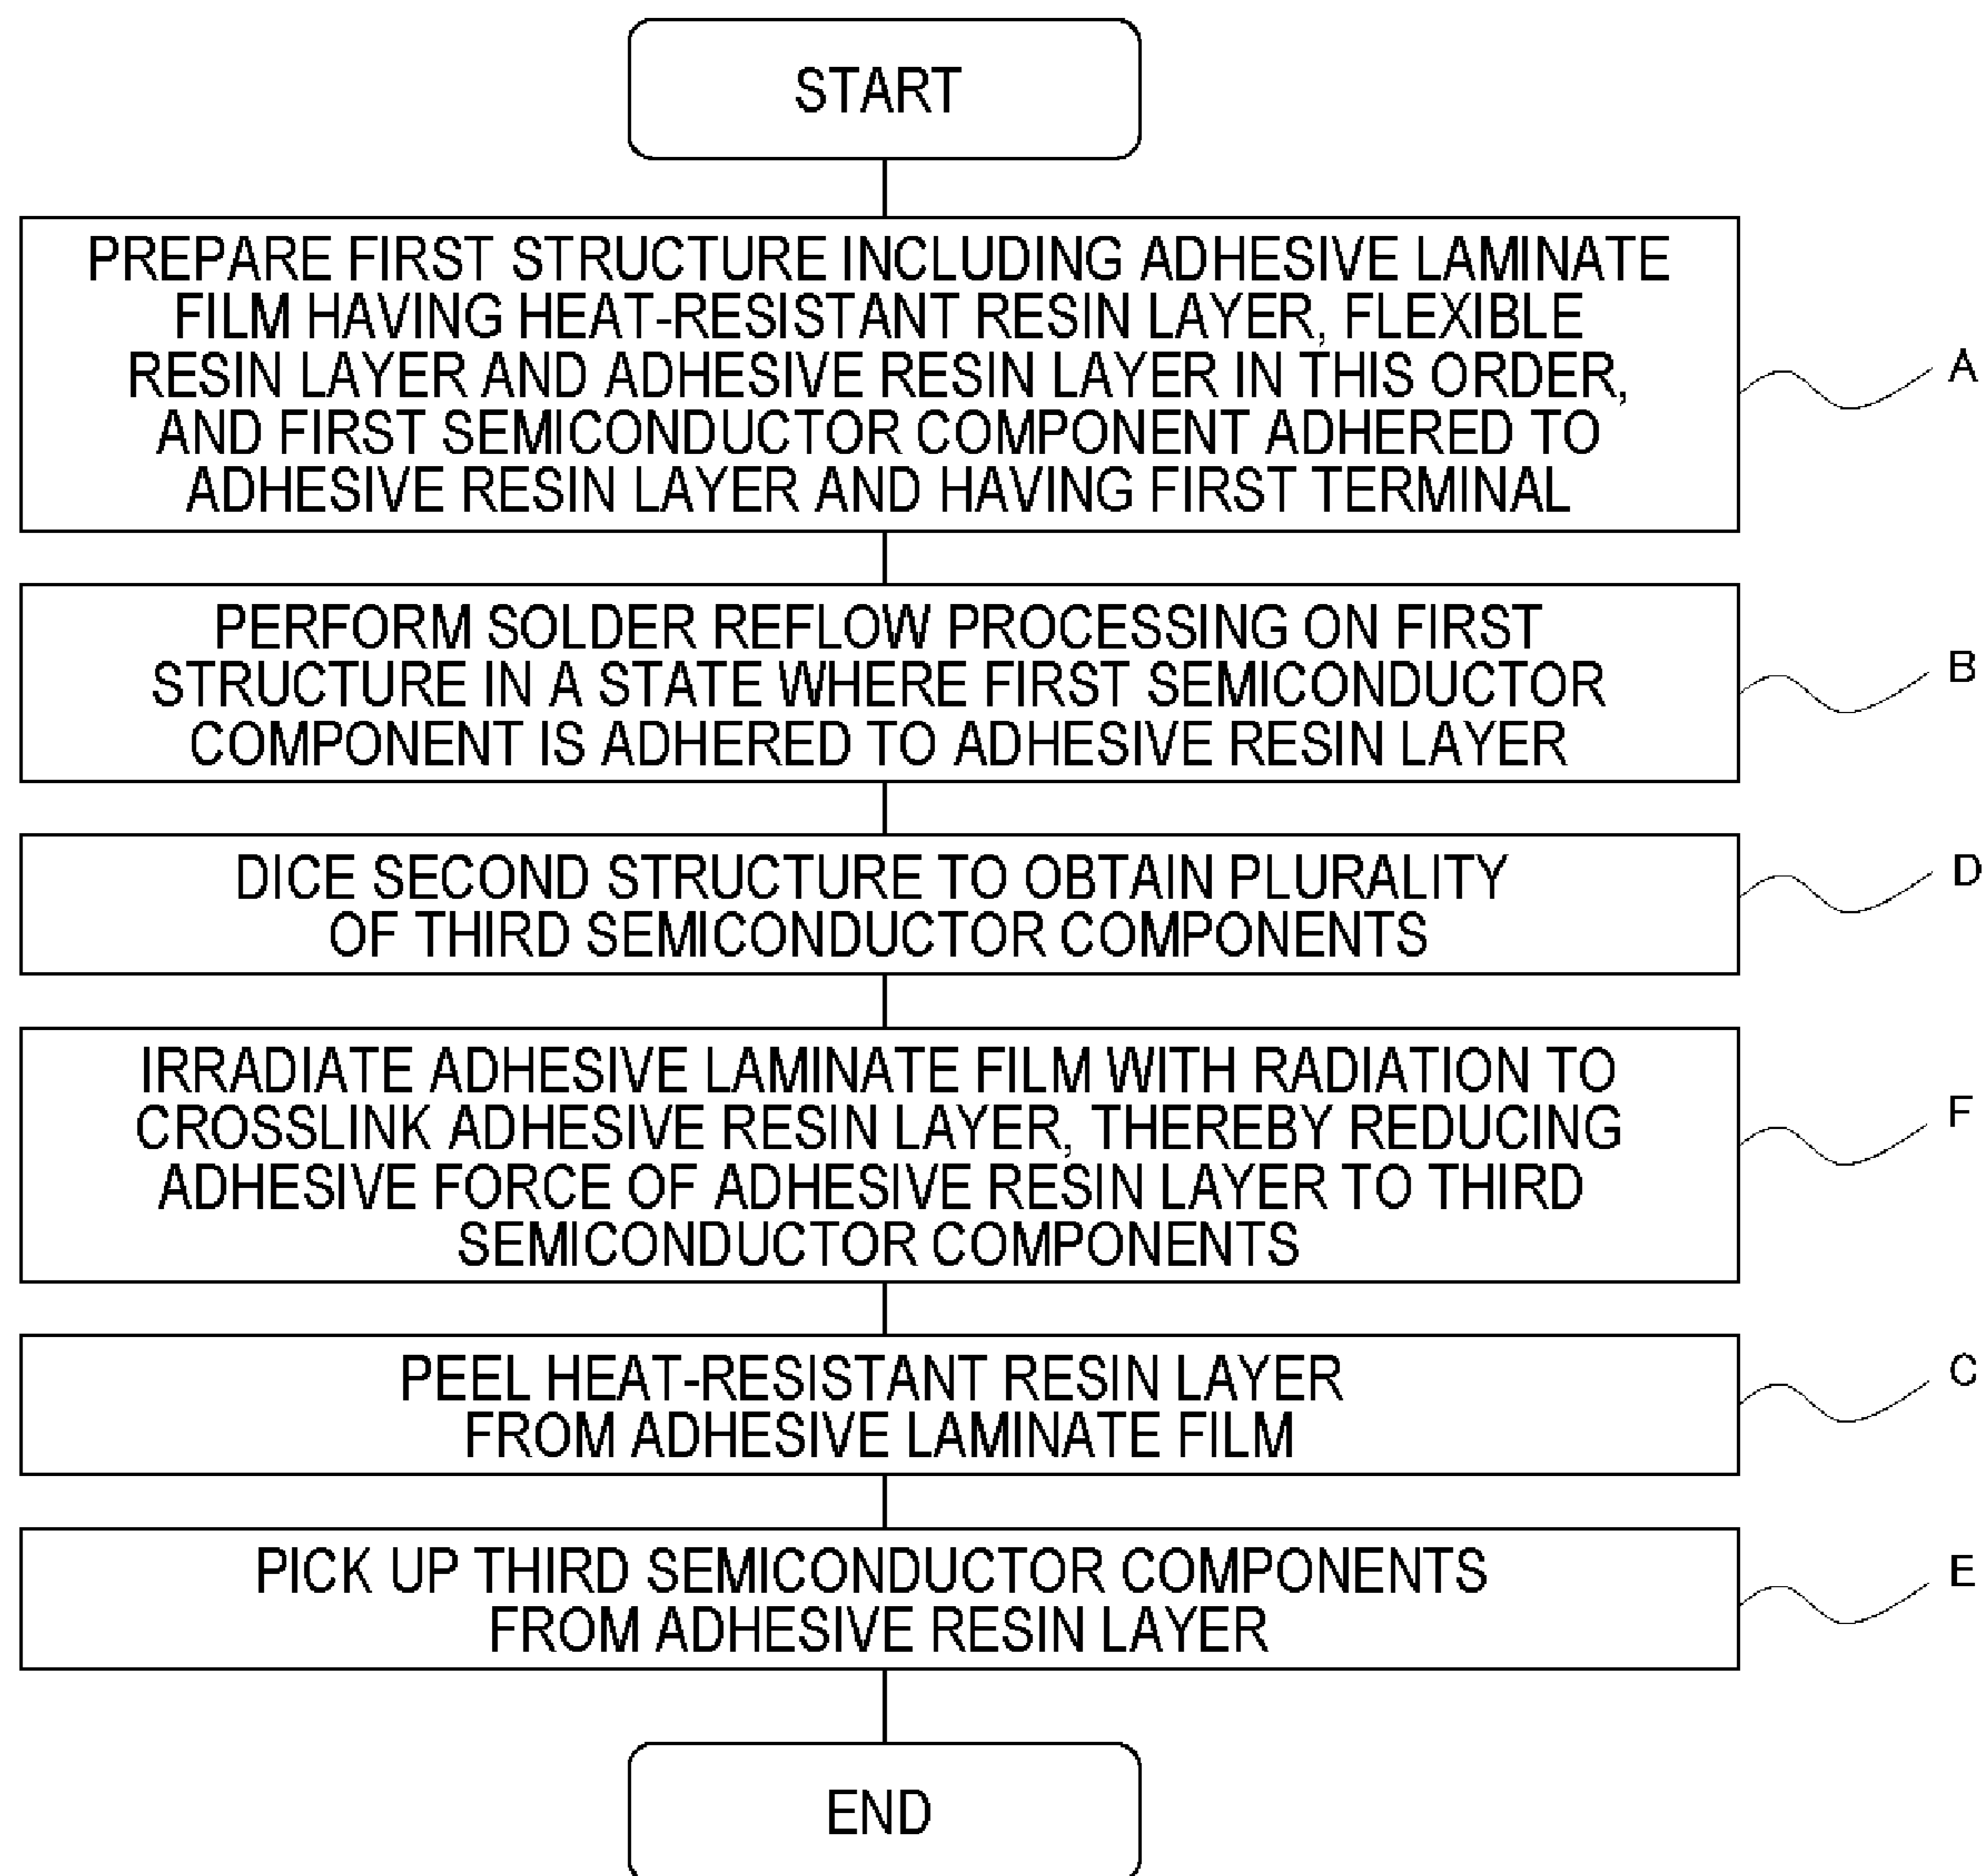 START
PREPARE FIRST STRUCTURE INCLUDING ADHESIVE LAMINATE
FILM HAVING HEAT-RESISTANT RESIN LAYER, FLEXIBLE
RESIN LAYER AND ADHESIVE RESIN LAYER IN THIS ORDER,
AND FIRST SEMICONDUCTOR COMPONENT ADHERED TO
ADHESIVE RESIN LAYER AND HAVING FIRST TERMINAL
A
PERFORM SOLDER REFLOW PROCESSING ON FIRST
STRUCTURE IN A STATE WHERE FIRST SEMICONDUCTOR
COMPONENT IS ADHERED TO ADHESIVE RESIN LAYER
B
DICE SECOND STRUCTURE TO OBTAIN PLURALITY
OF THIRD SEMICONDUCTOR COMPONENTS
D
IRRADIATE ADHESIVE LAMINATE FILM WITH RADIATION TO
CROSSLINK ADHESIVE RESIN LAYER, THEREBY REDUCING
ADHESIVE FORCE OF ADHESIVE RESIN LAYER TO THIRD
SEMICONDUCTOR COMPONENTS
F
PEEL HEAT-RESISTANT RESIN LAYER
FROM ADHESIVE LAMINATE FILM
C
PICK UP THIRD SEMICONDUCTOR COMPONENTS
FROM ADHESIVE RESIN LAYER
E
END